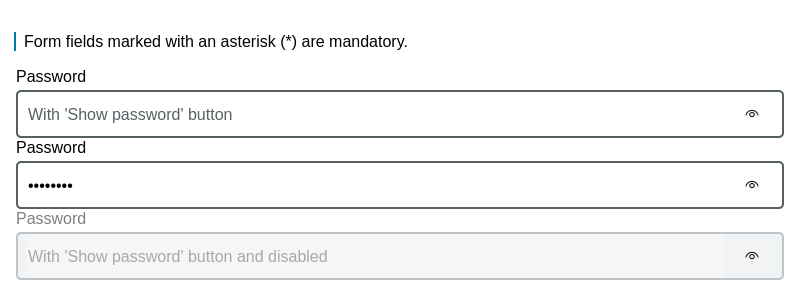 Form fields marked with an asterisk (*) are mandatory.
Password
With 'Show password' button
Password
••••••••
Password
With 'Show password' button and disabled